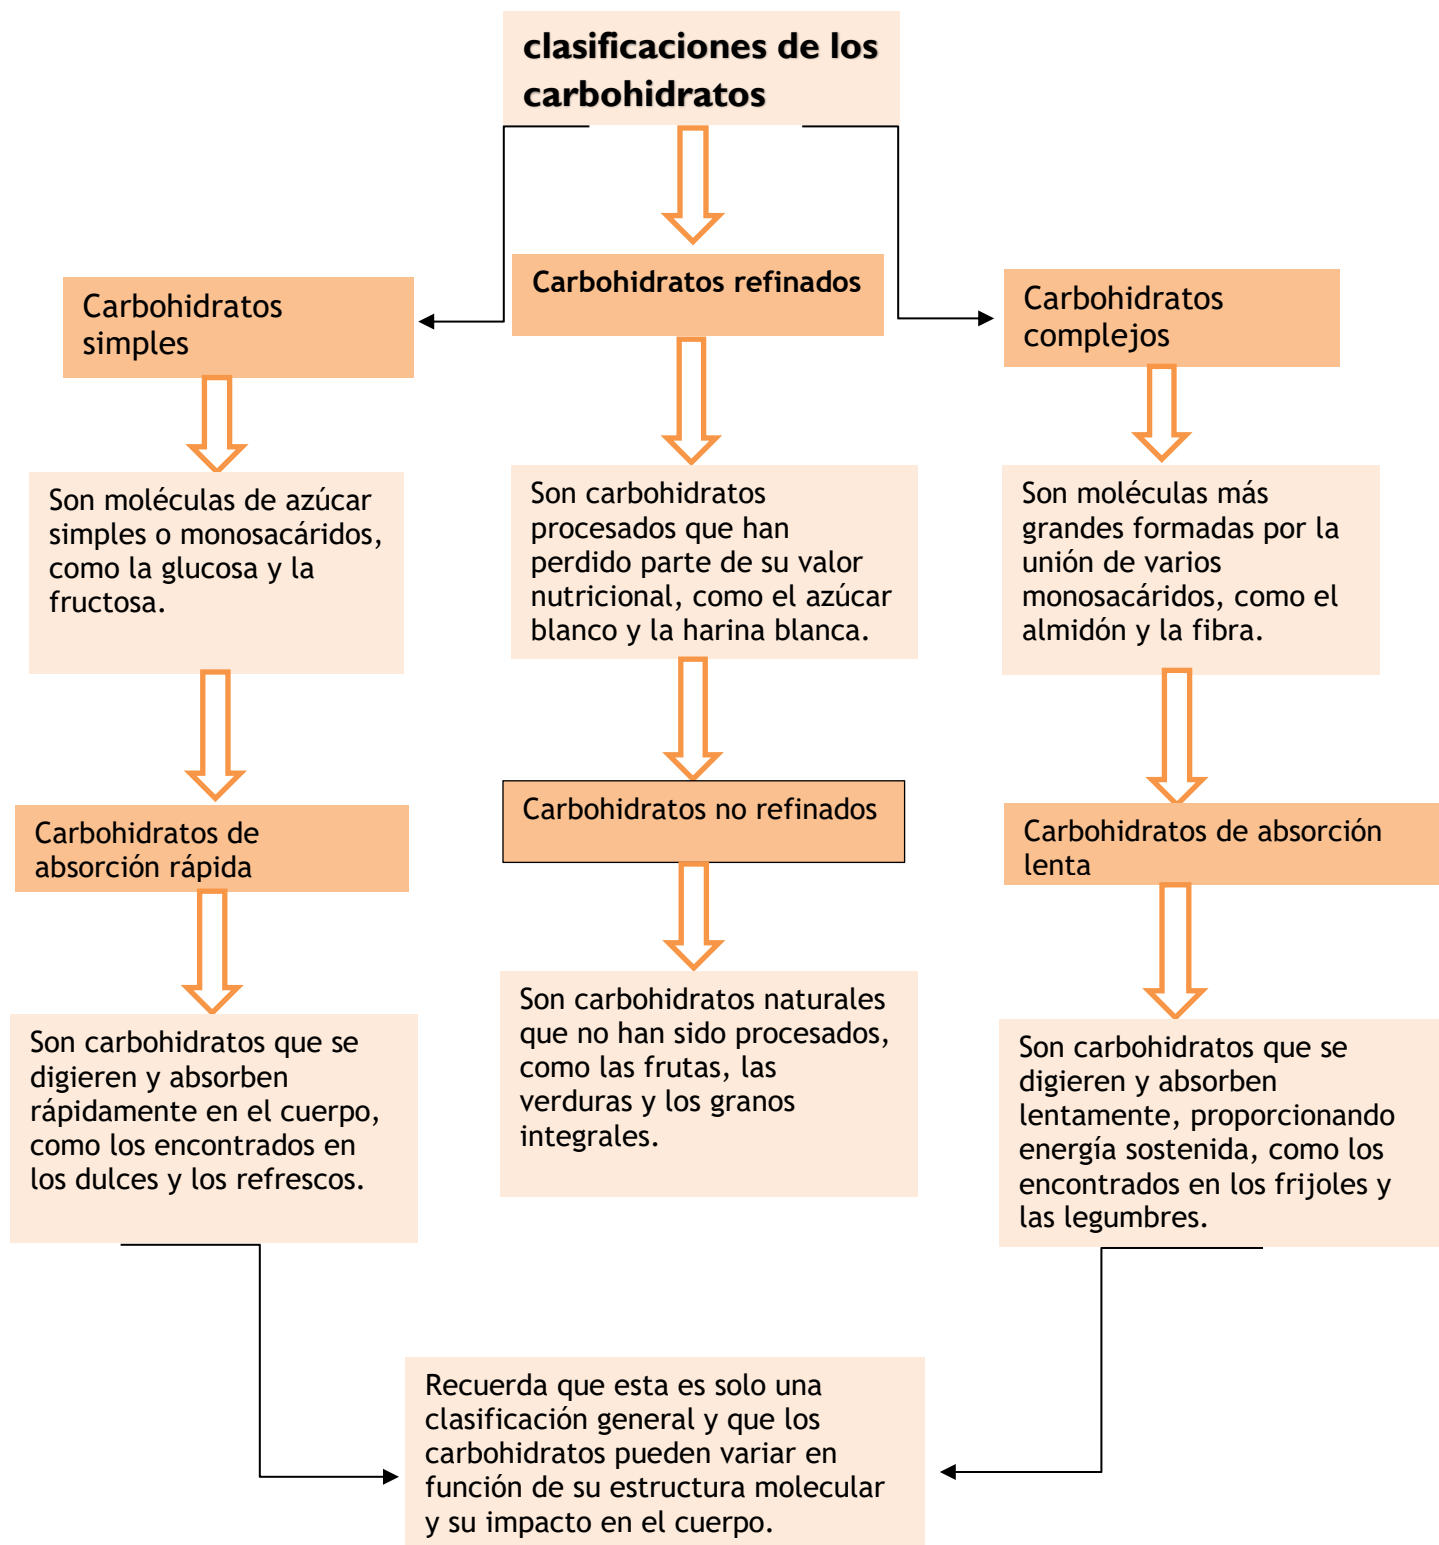 clasificaciones de los
carbohidratos
Carbohidratos refinados
Carbohidratos
simples
Carbohidratos
complejos
Son moléculas de azúcar
simples o monosacáridos,
como la glucosa y la
fructosa.
Son carbohidratos
procesados que han
perdido parte de su valor
nutricional, como el azúcar
blanco y la harina blanca.
Son moléculas más
grandes formadas por la
unión de varios
monosacáridos, como el
almidón y la fibra.
Carbohidratos de
absorción rápida
Carbohidratos no refinados
Carbohidratos de absorción
lenta
Son carbohidratos que se
digieren y absorben
rápidamente en el cuerpo,
como los encontrados en
los dulces y los refrescos.
Son carbohidratos naturales
que no han sido procesados,
como las frutas, las
verduras y los granos
integrales.
Son carbohidratos que se
digieren y absorben
lentamente, proporcionando
energía sostenida, como los
encontrados en los frijoles y
las legumbres.
Recuerda que esta es solo una
clasificación general y que los
carbohidratos pueden variar en
función de su estructura molecular
y su impacto en el cuerpo.